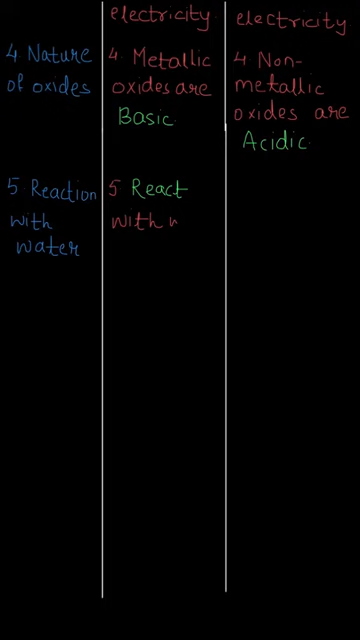 electricity
electricity
4 Nature
of oxides
4 Metallic
oxides are
Basic
4 Non-
metallic
oxides are
Acidic
5 Reaction
with
water
5 React
with